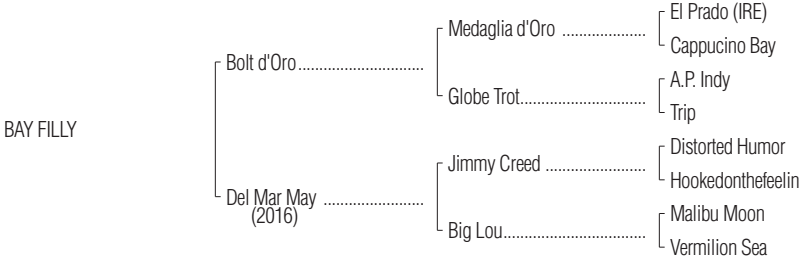 El Prado (IRE)
Medaglia d'Oro ....................
Cappucino Bay
Bolt d'Oro..............................
A.P. Indy
Globe Trot..............................
Trip
BAY FILLY
Distorted Humor
Jimmy Creed ........................
Hookedonthefeelin
Del Mar May ........................
(2016)
Malibu Moon
Big Lou..................................
Vermilion Sea